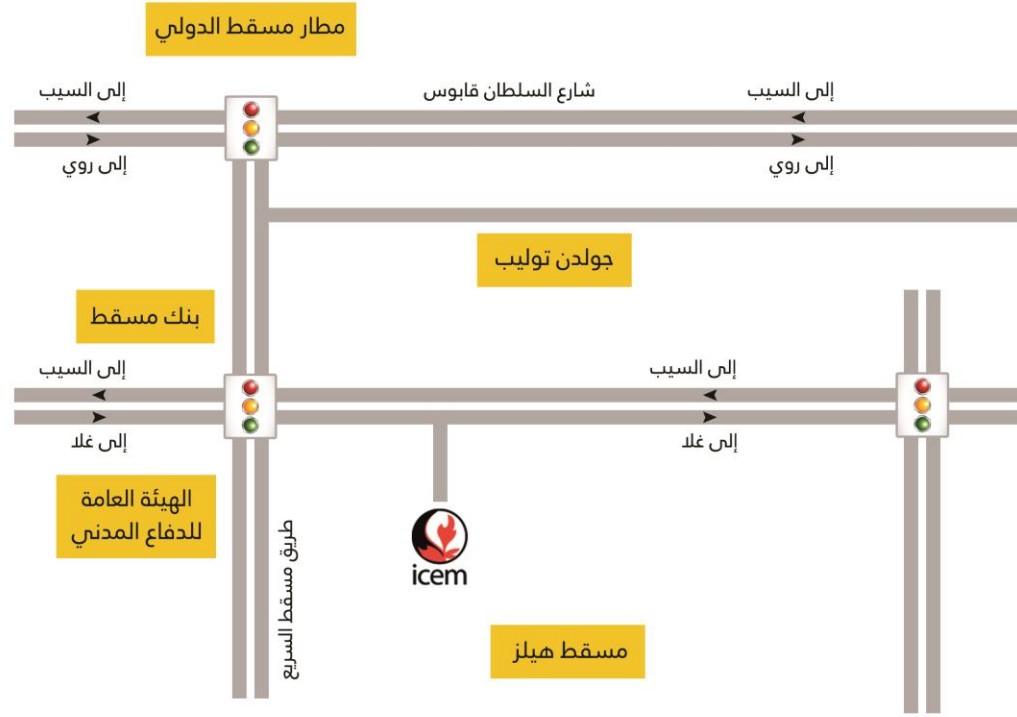 مطار مسقط الدولي
إلى السيب
شارع السلطان قابوس
إلى السيب
إلى روي
إلى روي
جولدن توليب
بنك مسقط
إلى السيب
إلى السيب
إلى غلا
إلى غلا
الهيئة العامة
للدفاع المدني
طريق مسقط السريع
icem
مسقط هيلز